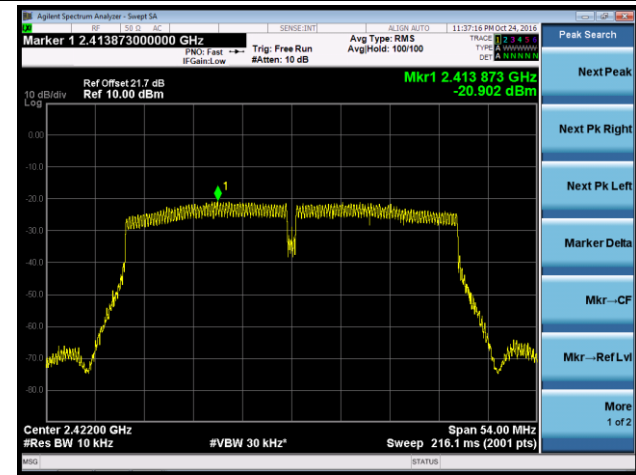 Agilent Spectrum Analyzer - Swept SA
RF 50 Ω AC SENSE:INT ALIGN AUTO 11:37:16 PM Oct 24, 2016
Marker 1 2.413873000000 GHz
PNO: Fast
IFGain:Low
Trig: Free Run
#Atten: 10 dB
Avg Type: RMS
Avg|Hold: 100/100
TRACE 1 2 3 4 5 6
TYPE A WWWWW
DET A N N N N N
Ref Offset 21.7 dB
10 dB/div Ref 10.00 dBm
Log
Mkr1 2.413 873 GHz
-20.902 dBm
0.00
-10.0
-20.0
-30.0
-40.0
-50.0
-60.0
-70.0
-80.0
1
Center 2.42200 GHz
#Res BW 10 kHz
#VBW 30 kHz*
Span 54.00 MHz
Sweep 216.1 ms (2001 pts)
MSG
STATUS
Peak Search
Next Peak
Next Pk Right
Next Pk Left
Marker Delta
Mkr→CF
Mkr→Ref Lvl
More
1 of 2